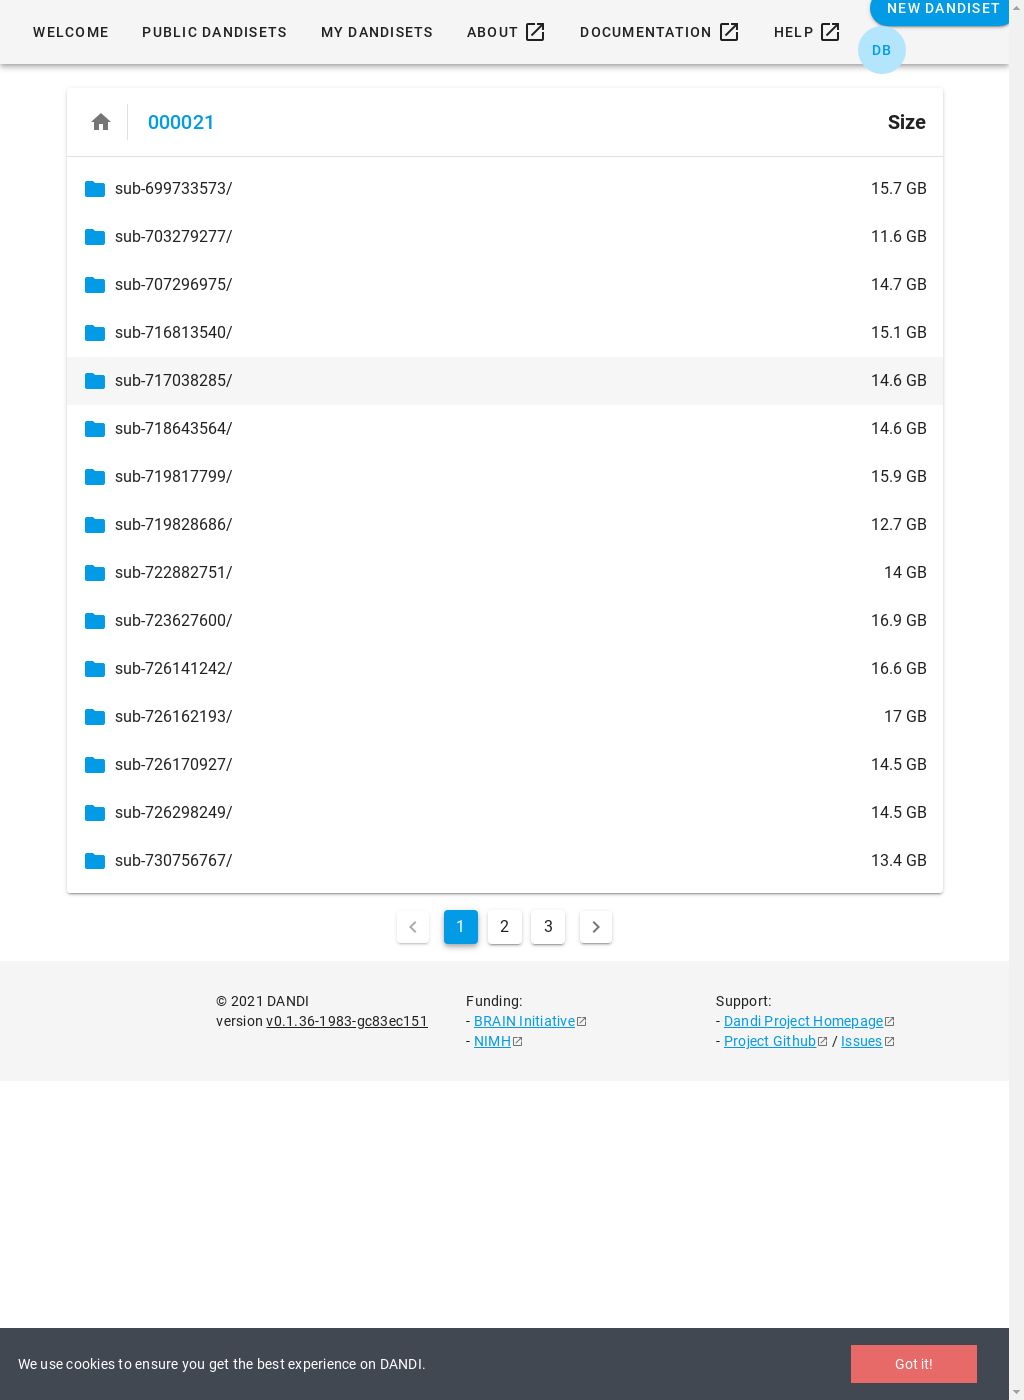 WELCOME PUBLIC DANDISETS MY DANDISETS ABOUT DOCUMENTATION HELP NEW DANDISET
DB
000021 Size
sub-699733573/ 15.7 GB
sub-703279277/ 11.6 GB
sub-707296975/ 14.7 GB
sub-716813540/ 15.1 GB
sub-717038285/ 14.6 GB
sub-718643564/ 14.6 GB
sub-719817799/ 15.9 GB
sub-719828686/ 12.7 GB
sub-722882751/ 14 GB
sub-723627600/ 16.9 GB
sub-726141242/ 16.6 GB
sub-726162193/ 17 GB
sub-726170927/ 14.5 GB
sub-726298249/ 14.5 GB
sub-730756767/ 13.4 GB
1 2 3
© 2021 DANDI
version v0.1.36-1983-gc83ec151
Funding:
- BRAIN Initiative
- NIMH
Support:
- Dandi Project Homepage
- Project Github / Issues
We use cookies to ensure you get the best experience on DANDI. Got it!